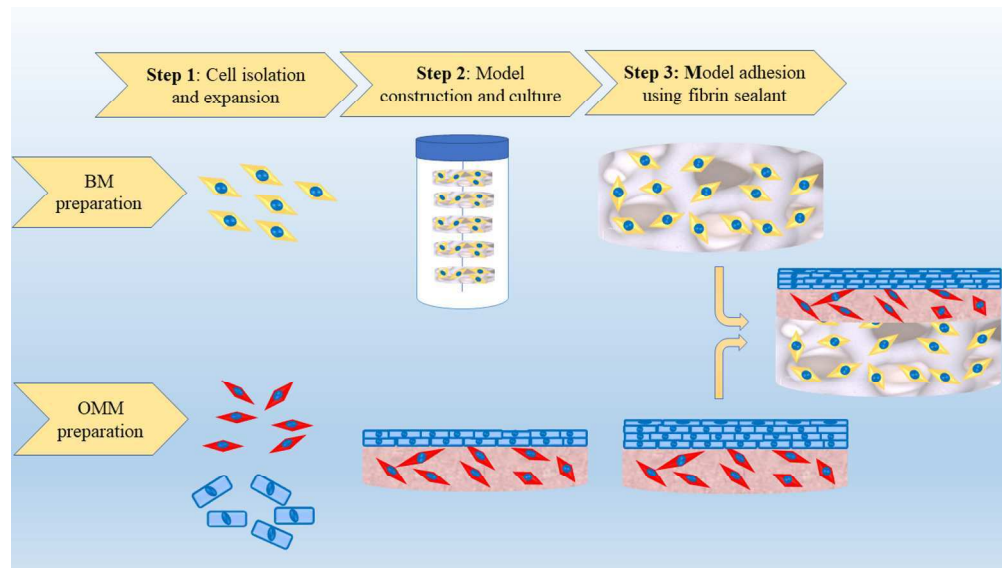 Step 1: Cell isolation
and expansion
Step 2: Model
construction and culture
Step 3: Model adhesion
using fibrin sealant
BM
preparation
OMM
preparation